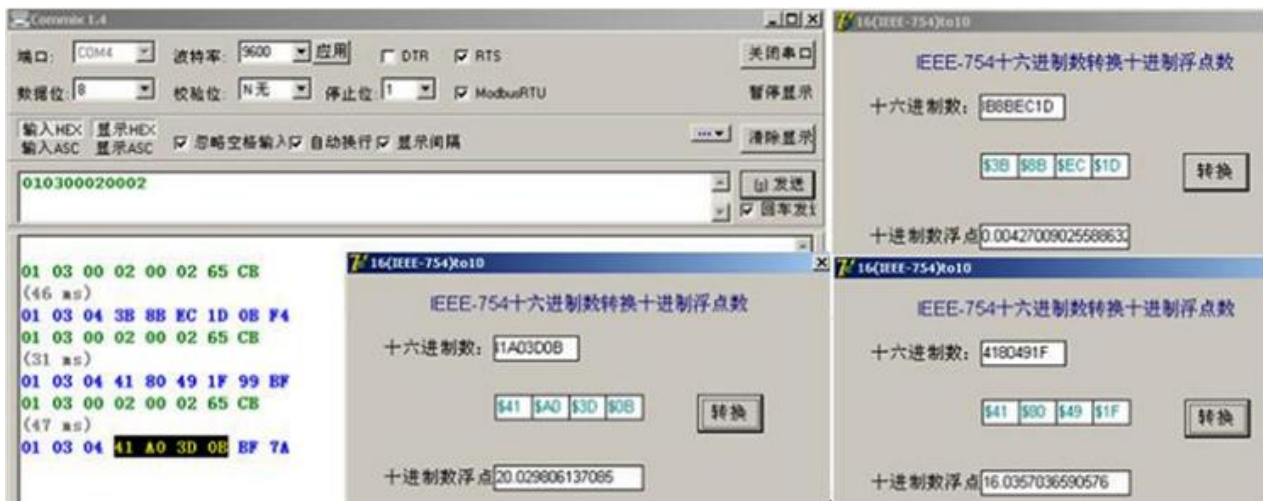 Commix 1.4
端口: COM4 波特率: 9600 应用 DTR RTS 关闭串口
数据位: 8 校验位: N无 停止位: 1 ModbusRTU 暂停显示
输入HEX 显示HEX
输入ASC 显示ASC 忽略空格输入 自动换行 显示间隔 ... 清除显示
010300020002
发送
回车发
01 03 00 02 00 02 65 CB
(46 ms)
01 03 04 3B 8B EC 1D 0B F4
01 03 00 02 00 02 65 CB
(31 ms)
01 03 04 41 80 49 1F 99 BF
01 03 00 02 00 02 65 CB
(47 ms)
01 03 04 41 A0 3D 0B BF 7A
16(IEEE-754)to10
IEEE-754十六进制数转换十进制浮点数
十六进制数: 1A03D0B
$41 $A0 $3D $0B 转换
十进制数浮点 20.029806137085
16(IEEE-754)to10
IEEE-754十六进制数转换十进制浮点数
十六进制数: B8BEC1D
$3B $8B $EC $1D 转换
十进制数浮点 0.004270090255886
16(IEEE-754)to10
IEEE-754十六进制数转换十进制浮点数
十六进制数: 4180491F
$41 $80 $49 $1F 转换
十进制数浮点 16.0357036590576